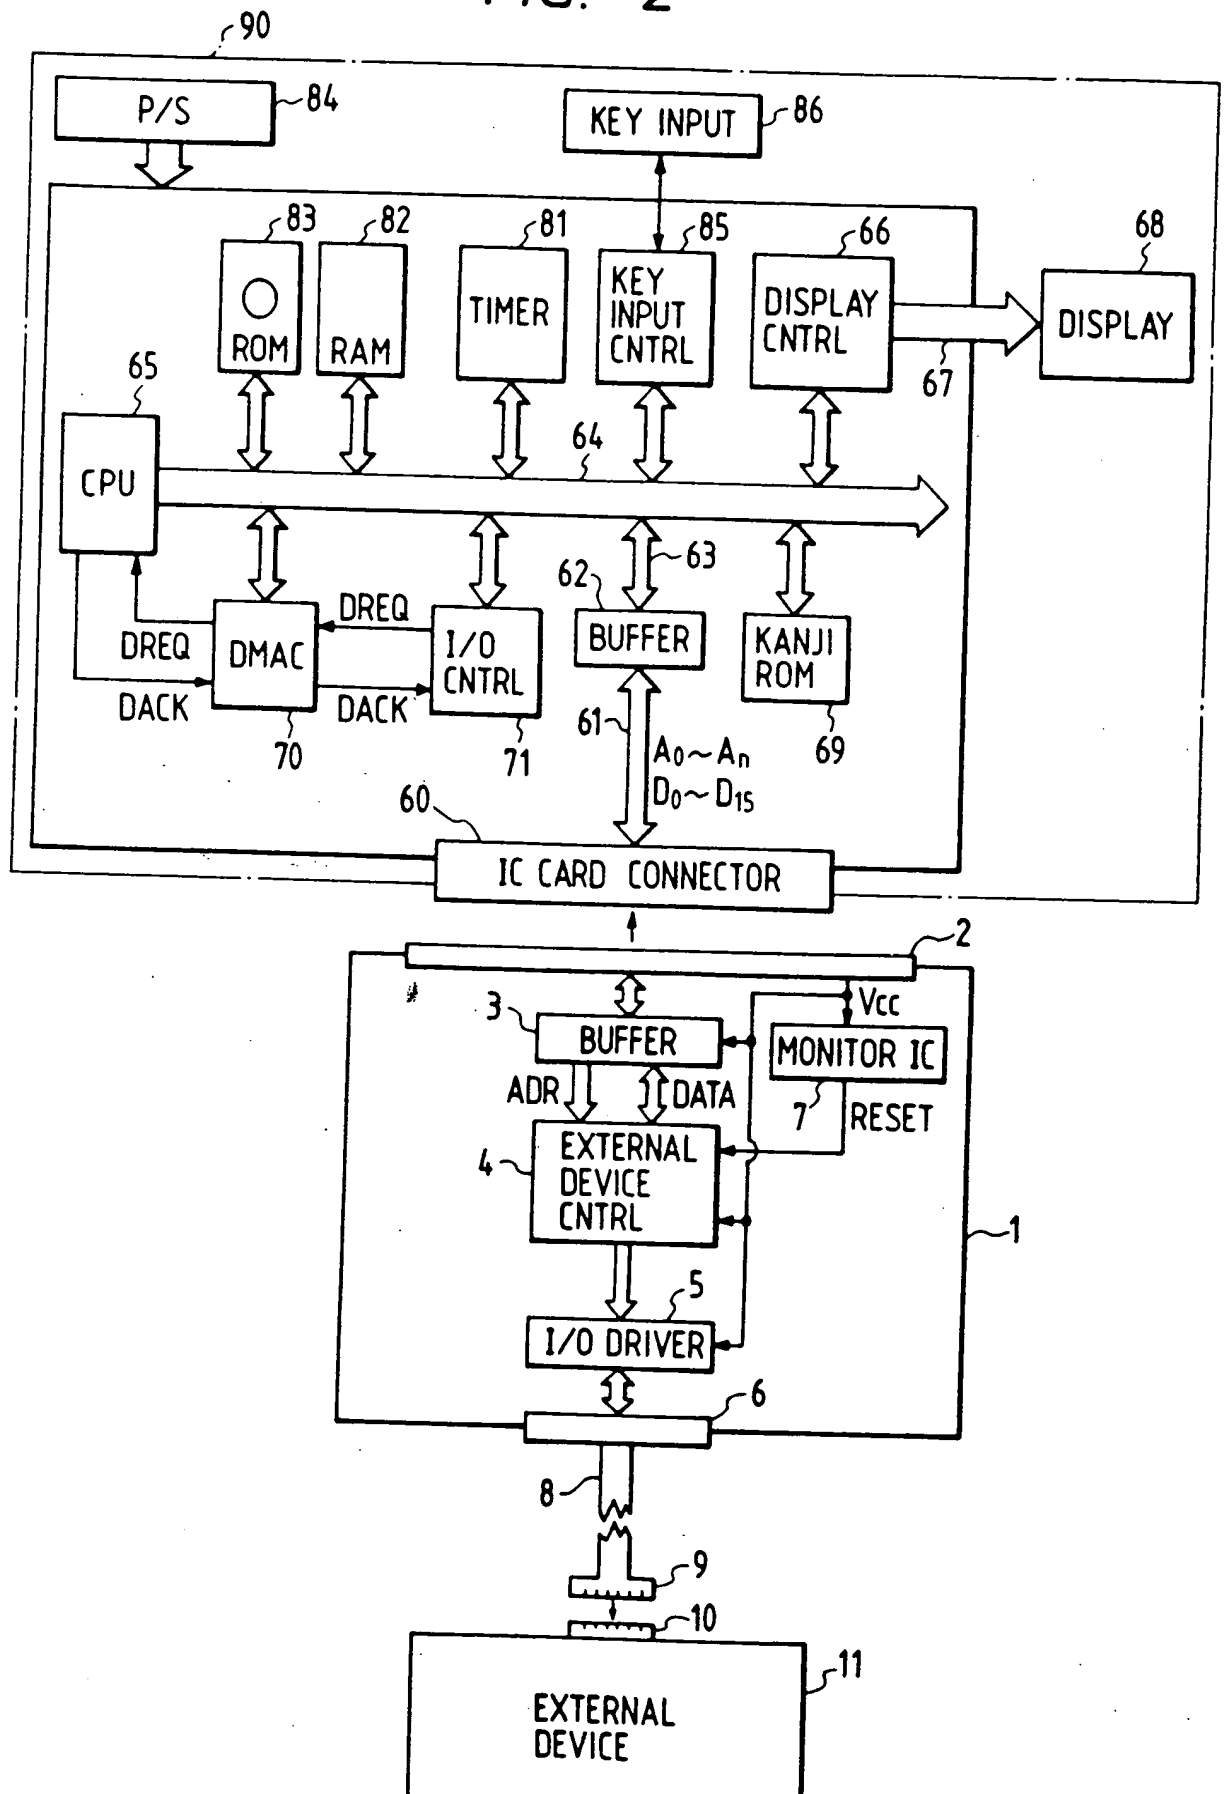 FIG. 2
90
P/S
84
KEY INPUT
86
83
82
81
85
66
68
ROM
RAM
TIMER
KEY
INPUT
CNTRL
DISPLAY
CNTRL
DISPLAY
67
65
CPU
64
63
62
DREQ
DACK
DMAC
70
DREQ
DACK
I/O
CNTRL
71
BUFFER
61
KANJI
ROM
69
A0~An
D0~D15
60
IC CARD CONNECTOR
2
3
BUFFER
Vcc
MONITOR IC
7
ADR
DATA
RESET
4
EXTERNAL
DEVICE
CNTRL
1
5
I/O DRIVER
6
8
9
10
11
EXTERNAL
DEVICE